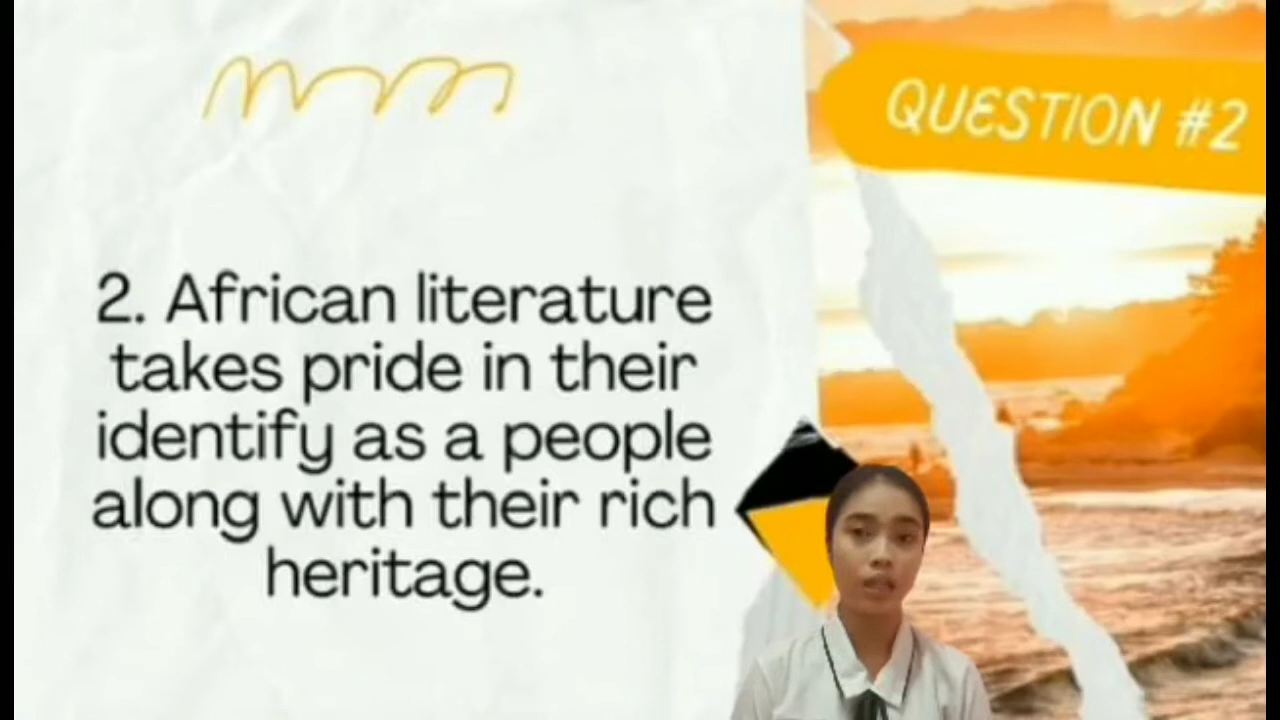 QUESTION #2
2. African literature
takes pride in their
identify as a people
along with their rich
heritage.